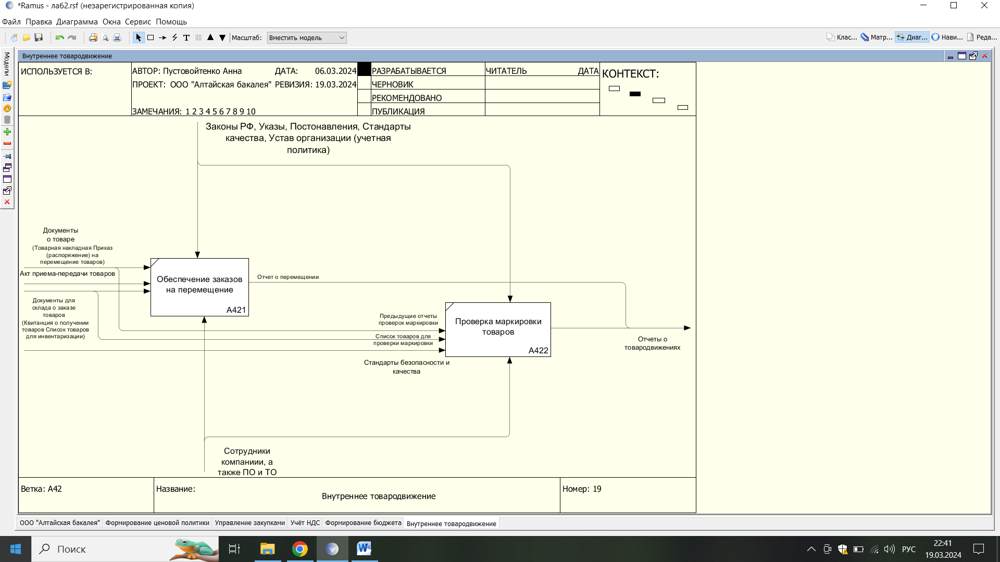 *Ramus - лаб2.rsf (незарегистрированная копия)
Файл Правка Диаграмма Окна Сервис Помощь
Масштаб: Вместить модель
Клас... Матр... Диаг... Нави... Реда...
Модели
Внутреннее товародвижение
ИСПОЛЬЗУЕТСЯ В:
АВТОР: Пустовойтенко Анна ДАТА: 06.03.2024
ПРОЕКТ: ООО "Алтайская бакалея" РЕВИЗИЯ: 19.03.2024
ЗАМЕЧАНИЯ: 1 2 3 4 5 6 7 8 9 10
РАЗРАБАТЫВАЕТСЯ
ЧЕРНОВИК
РЕКОМЕНДОВАНО
ПУБЛИКАЦИЯ
ЧИТАТЕЛЬ ДАТА
КОНТЕКСТ:
Законы РФ, Указы, Постонавления, Стандарты
качества, Устав организации (учетная
политика)
Документы
о товаре
(Товарная накладная Приказ
(распоряжение) на
перемещение товаров)
Акт приема-передачи товаров
Обеспечение заказов
на перемещение
A421
Отчет о перемещении
Документы для
склада о заказе
товаров
(Квитанция о получении
товаров Список товаров
для инвентаризации)
Предыдущие отчеты
проверок маркировки
Список товаров для
проверки маркировки
Стандарты безопасности и
качества
Проверка маркировки
товаров
A422
Отчеты о
товародвижениях
Сотрудники
компаниии, а
также ПО и ТО
Ветка: A42
Название:
Внутреннее товародвижение
Номер: 19
ООО "Алтайская бакалея" Формирование ценовой политики Управление закупками Учёт НДС Формирование бюджета Внутреннее товародвижение
Поиск
РУС
22:41
19.03.2024